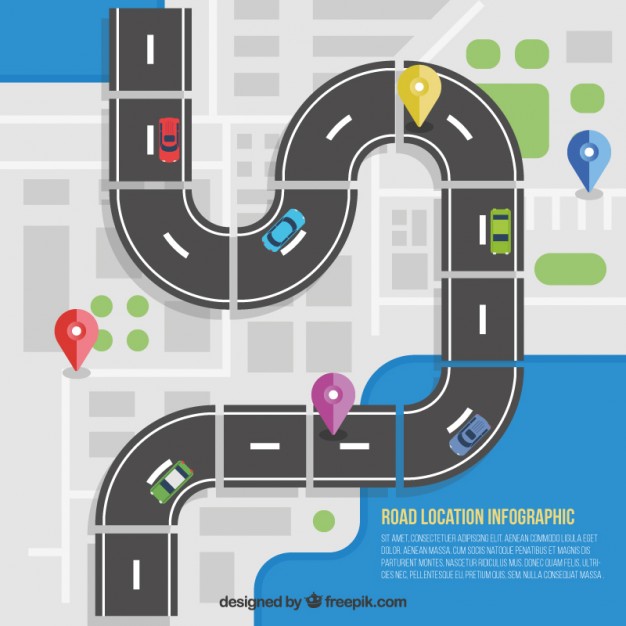 ROAD LOCATION INFOGRAPHIC
SIT AMET, CONSECTETUER ADIPISCING ELIT. AENEAN COMMODO LIGULA EGET
DOLOR. AENEAN MASSA. CUM SOCIIS NATOQUE PENATIBUS ET MAGNIS DIS
PARTURIENT MONTES, NASCETUR RIDICULUS MUS. DONEC QUAM FELIS, ULTRI-
CIES NEC, PELLENTESQUE EU, PRETIUM QUIS, SEM. NULLA CONSEQUAT MASSA .
designed by freepik.com